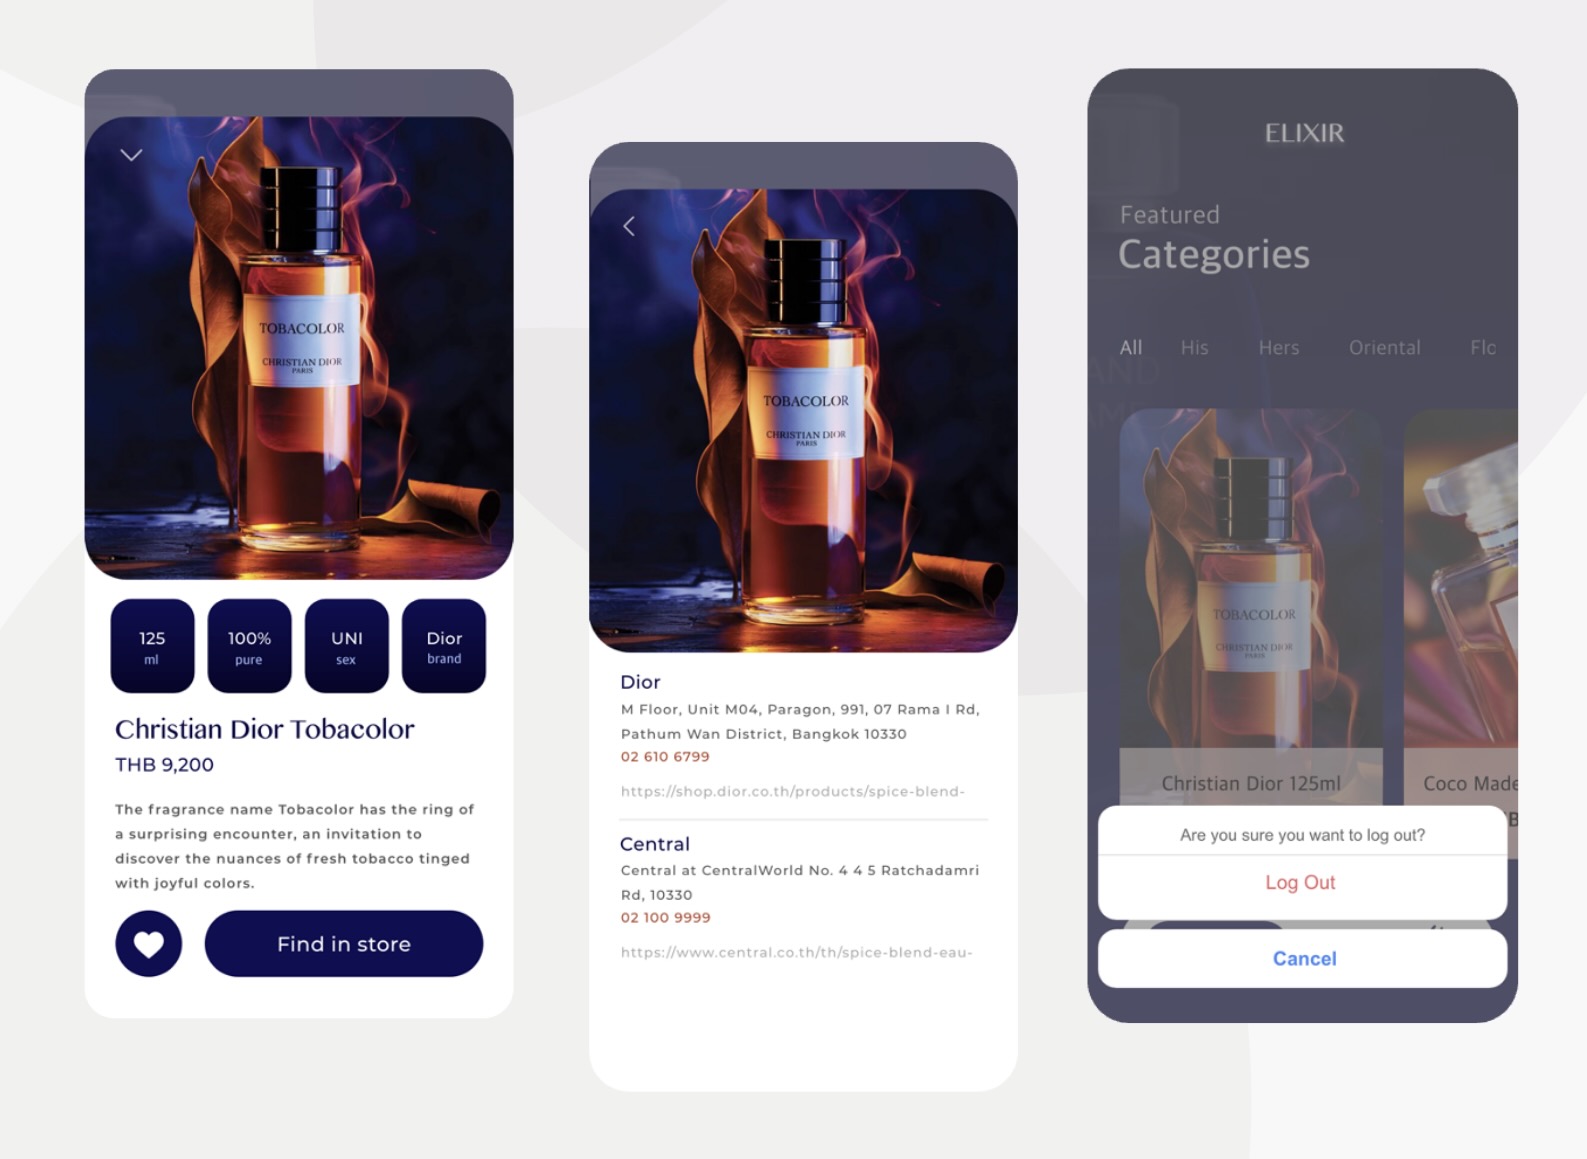 TOBACOLOR
CHRISTIAN DIOR
PARIS
125
ml
100%
pure
UNI
sex
Dior
brand
Christian Dior Tobacolor
THB 9,200
The fragrance name Tobacolor has the ring of
a surprising encounter, an invitation to
discover the nuances of fresh tobacco tinged
with joyful colors.
Find in store
TOBACOLOR
CHRISTIAN DIOR
PARIS
Dior
M Floor, Unit M04, Paragon, 991, 07 Rama I Rd,
Pathum Wan District, Bangkok 10330
02 610 6799
https://shop.dior.co.th/products/spice-blend-
Central
Central at CentralWorld No. 4 4 5 Ratchadamri
Rd, 10330
02 100 9999
https://www.central.co.th/th/spice-blend-eau-
ELIXIR
Featured
Categories
All His Hers Oriental Flo
AND
TOBACOLOR
CHRISTIAN DIOR
PARIS
Christian Dior 125ml
Coco Made
B
Are you sure you want to log out?
Log Out
Cancel